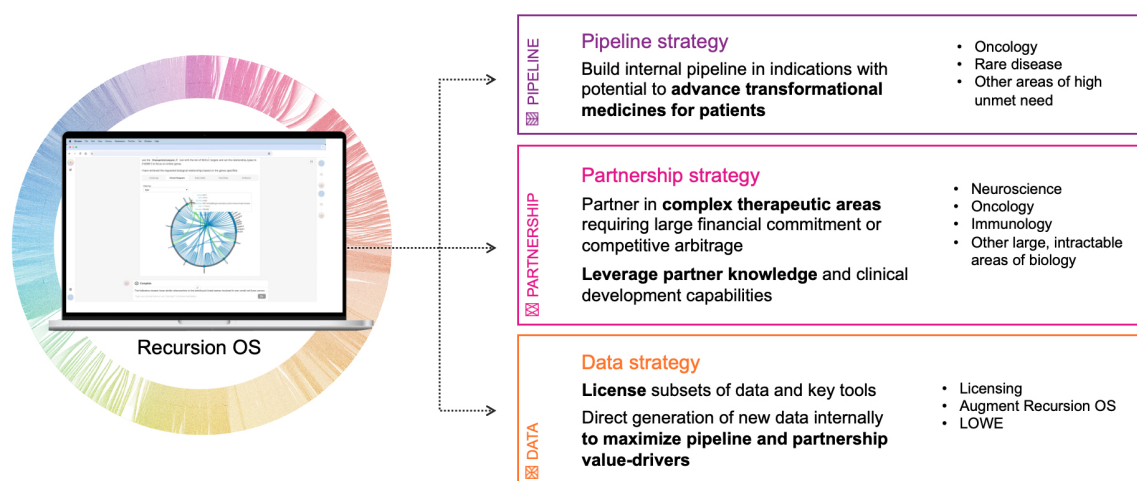 Recursion OS
PIPELINE
Pipeline strategy
Build internal pipeline in indications with
potential to advance transformational
medicines for patients
• Oncology
• Rare disease
• Other areas of high
unmet need
PARTNERSHIP
Partnership strategy
Partner in complex therapeutic areas
requiring large financial commitment or
competitive arbitrage
Leverage partner knowledge and clinical
development capabilities
• Neuroscience
• Oncology
• Immunology
• Other large, intractable
areas of biology
DATA
Data strategy
License subsets of data and key tools
Direct generation of new data internally
to maximize pipeline and partnership
value-drivers
• Licensing
• Augment Recursion OS
• LOWE